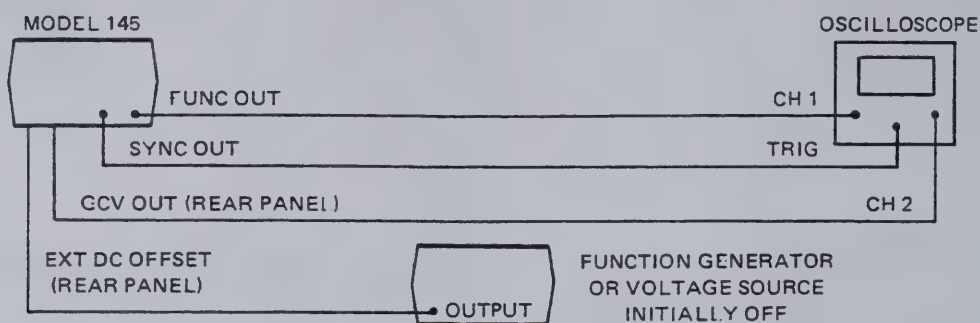 MODEL 145
OSCILLOSCOPE
FUNC OUT
CH 1
SYNC OUT
TRIG
GCV OUT (REAR PANEL)
CH 2
EXT DC OFFSET
(REAR PANEL)
OUTPUT
FUNCTION GENERATOR
OR VOLTAGE SOURCE
INITIALLY OFF